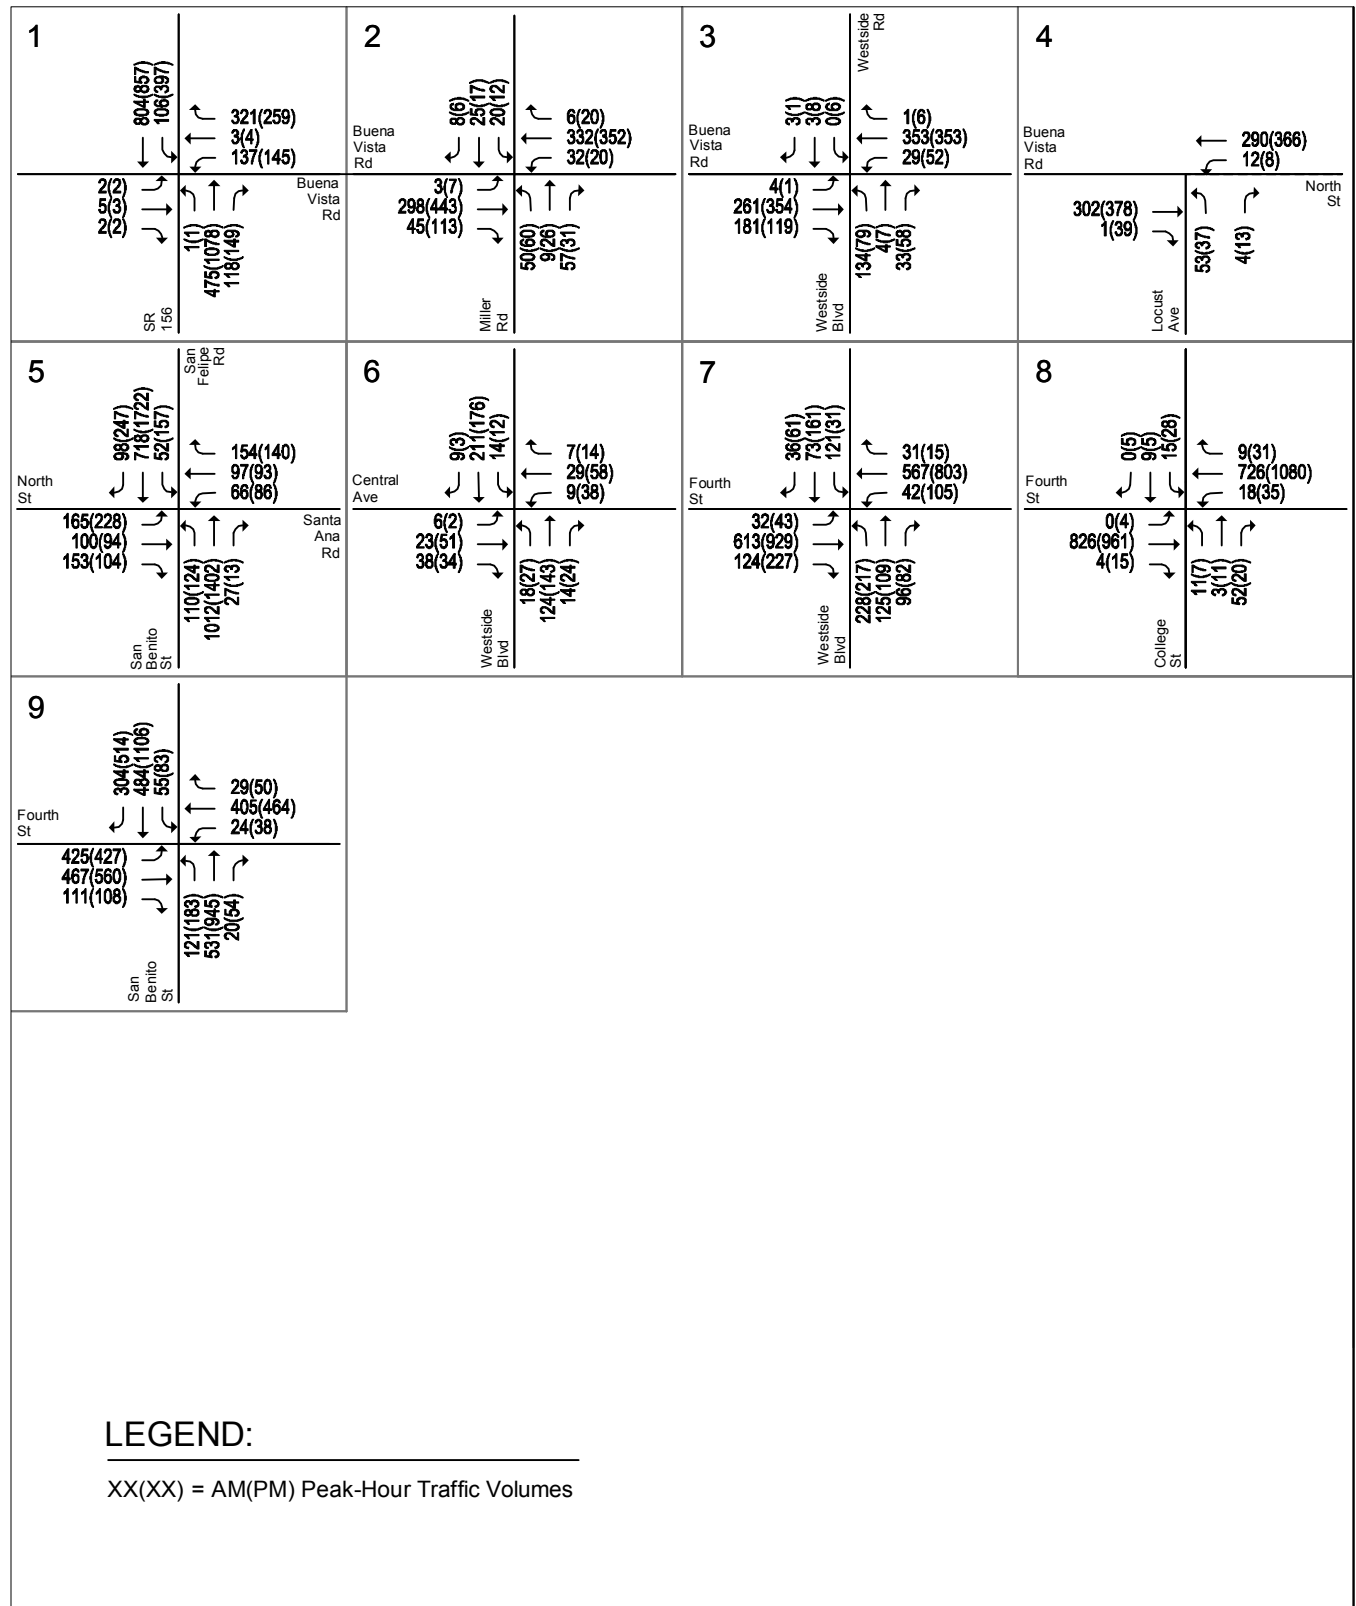 1
804(857)
106(397)
321(259)
3(4)
137(145)
2(2)
5(3)
2(2)
Buena
Vista
Rd
1(1)
475(1078)
118(149)
SR
156
2
8(6)
25(17)
20(12)
Buena
Vista
Rd
6(20)
332(352)
32(20)
3(7)
298(443)
45(113)
50(60)
9(26)
57(31)
Miller
Rd
3
Westside
Rd
3(1)
3(8)
0(6)
Buena
Vista
Rd
1(6)
353(353)
29(52)
4(1)
261(354)
181(119)
134(79)
4(7)
33(58)
Westside
Blvd
4
Buena
Vista
Rd
290(366)
12(8)
North
St
302(378)
1(39)
53(37)
4(13)
Locust
Ave
5
San
Felipe
Rd
98(247)
718(1722)
52(157)
North
St
154(140)
97(93)
66(86)
165(228)
100(94)
153(104)
Santa
Ana
Rd
110(124)
1012(1402)
27(13)
San
Benito
St
6
9(3)
211(176)
14(12)
Central
Ave
7(14)
29(58)
9(38)
6(2)
23(51)
38(34)
18(27)
124(143)
14(24)
Westside
Blvd
7
36(61)
73(161)
121(31)
Fourth
St
31(15)
567(803)
42(105)
32(43)
613(929)
124(227)
228(217)
125(109)
96(82)
Westside
Blvd
8
0(5)
9(5)
15(28)
Fourth
St
9(31)
726(1080)
18(35)
0(4)
826(961)
4(15)
11(7)
3(11)
52(20)
College
St
9
304(514)
484(1106)
55(83)
Fourth
St
29(50)
405(464)
24(38)
425(427)
467(560)
111(108)
121(183)
531(945)
20(54)
San
Benito
St
LEGEND:
XX(XX) = AM(PM) Peak-Hour Traffic Volumes